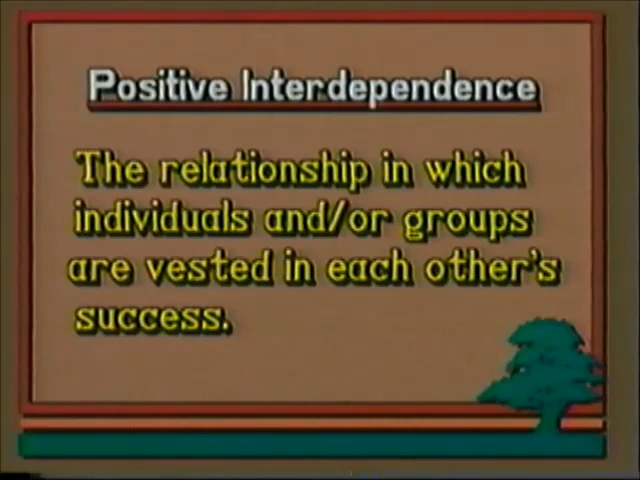 Positive Interdependence
The relationship in which
individuals and/or groups
are vested in each other's
success.